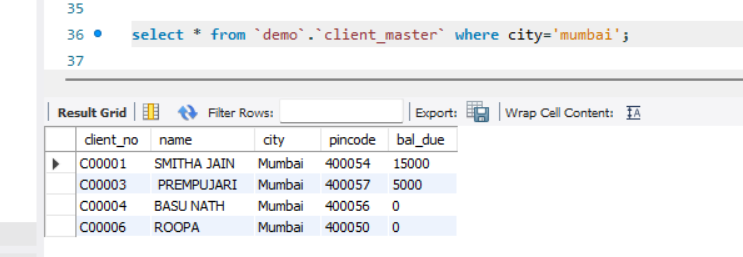 35
36 select * from `demo`.`client_master` where city='mumbai';
37
Result Grid Filter Rows: Export: Wrap Cell Content:
client_no name city pincode bal_due
C00001 SMITHA JAIN Mumbai 400054 15000
C00003 PREMPUJARI Mumbai 400057 5000
C00004 BASU NATH Mumbai 400056 0
C00006 ROOPA Mumbai 400050 0